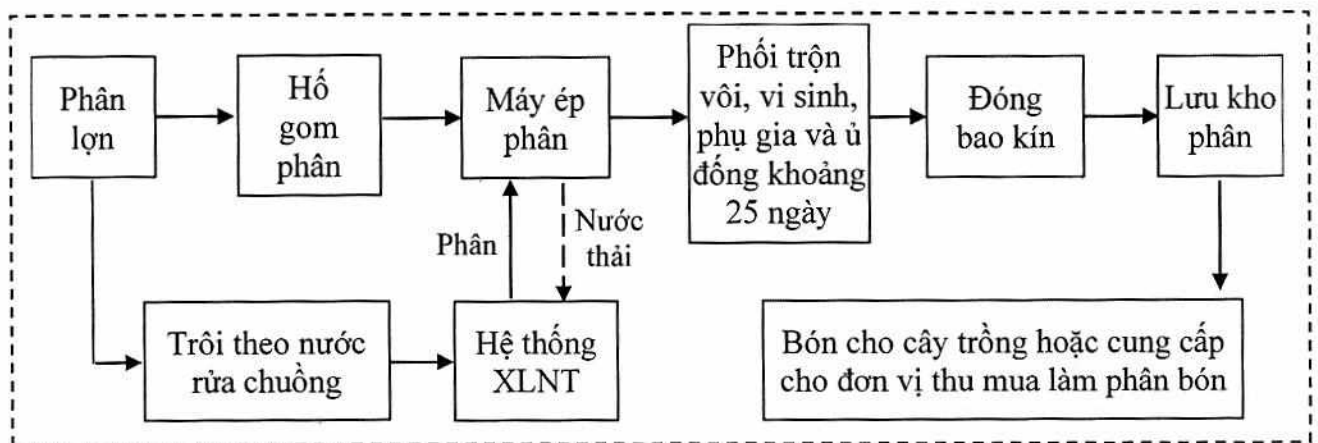 Phân
lợn
Hố
gom
phân
Máy ép
phân
Phối trộn
vôi, vi sinh,
phụ gia và ủ
đống khoảng
25 ngày
Đóng
bao kín
Lưu kho
phân
Phân
Nước
thải
Trôi theo nước
rửa chuồng
Hệ thống
XLNT
Bón cho cây trồng hoặc cung cấp
cho đơn vị thu mua làm phân bón